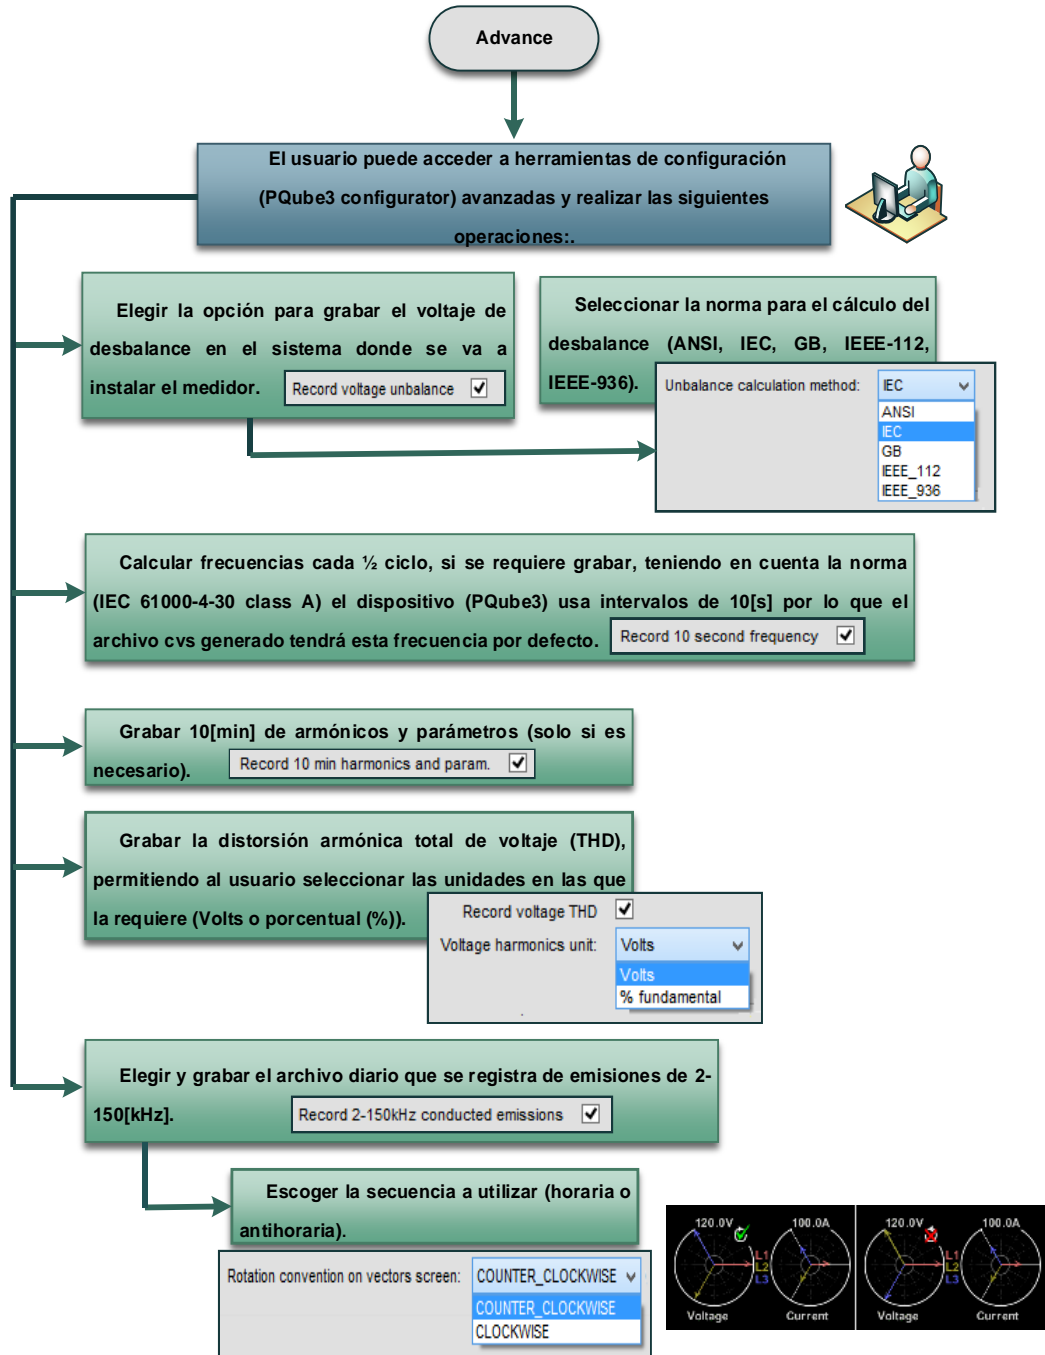 Advance
El usuario puede acceder a herramientas de configuración
(PQube3 configurator) avanzadas y realizar las siguientes
operaciones:.
Elegir la opción para grabar el voltaje de
desbalance en el sistema donde se va a
instalar el medidor.
Record voltage unbalance
Seleccionar la norma para el cálculo del
desbalance (ANSI, IEC, GB, IEEE-112,
IEEE-936).
Unbalance calculation method: IEC
ANSI
IEC
GB
IEEE_112
IEEE_936
Calcular frecuencias cada ½ ciclo, si se requiere grabar, teniendo en cuenta la norma
(IEC 61000-4-30 class A) el dispositivo (PQube3) usa intervalos de 10[s] por lo que el
archivo cvs generado tendrá esta frecuencia por defecto.
Record 10 second frequency
Grabar 10[min] de armónicos y parámetros (solo si es
necesario).
Record 10 min harmonics and param.
Grabar la distorsión armónica total de voltaje (THD),
permitiendo al usuario seleccionar las unidades en las que
la requiere (Volts o porcentual (%)).
Record voltage THD
Voltage harmonics unit: Volts
Volts
% fundamental
Elegir y grabar el archivo diario que se registra de emisiones de 2-
150[kHz].
Record 2-150kHz conducted emissions
Escoger la secuencia a utilizar (horaria o
antihoraria).
Rotation convention on vectors screen: COUNTER_CLOCKWISE
COUNTER_CLOCKWISE
CLOCKWISE
120.0V 100.0A
L1
L2
L3
Voltage Current
120.0V 100.0A
L1
L2
L3
Voltage Current